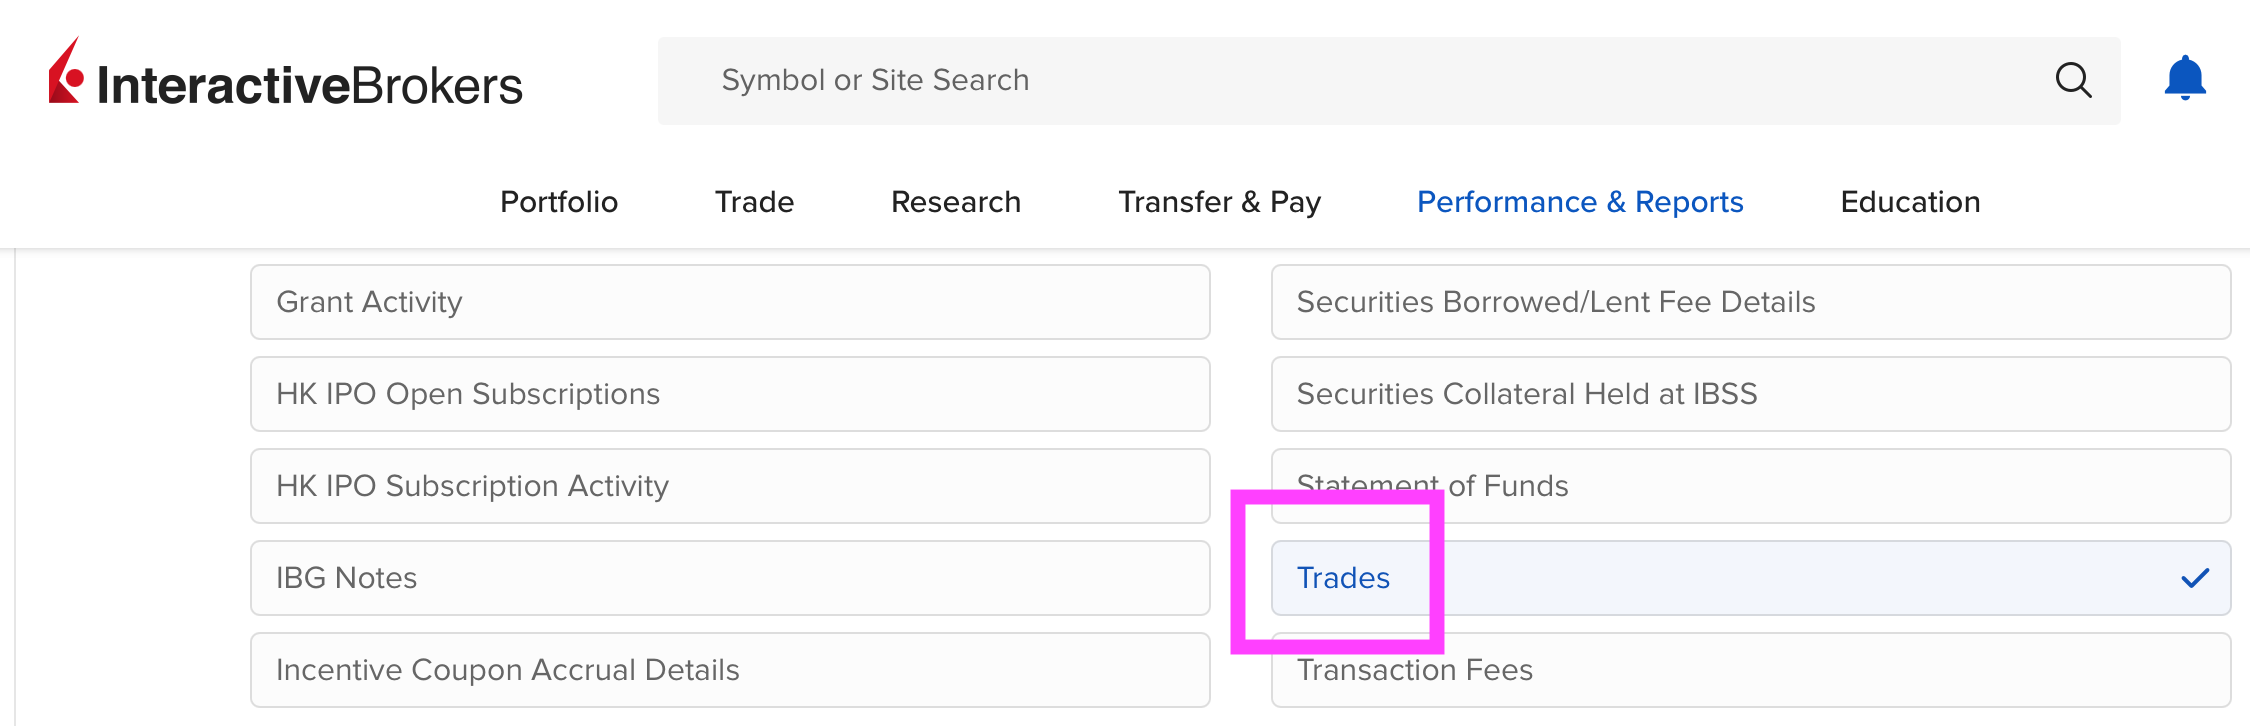 InteractiveBrokers
Symbol or Site Search
Portfolio Trade Research Transfer & Pay Performance & Reports Education
Grant Activity
Securities Borrowed/Lent Fee Details
HK IPO Open Subscriptions
Securities Collateral Held at IBSS
HK IPO Subscription Activity
Statement of Funds
IBG Notes
Trades
Incentive Coupon Accrual Details
Transaction Fees